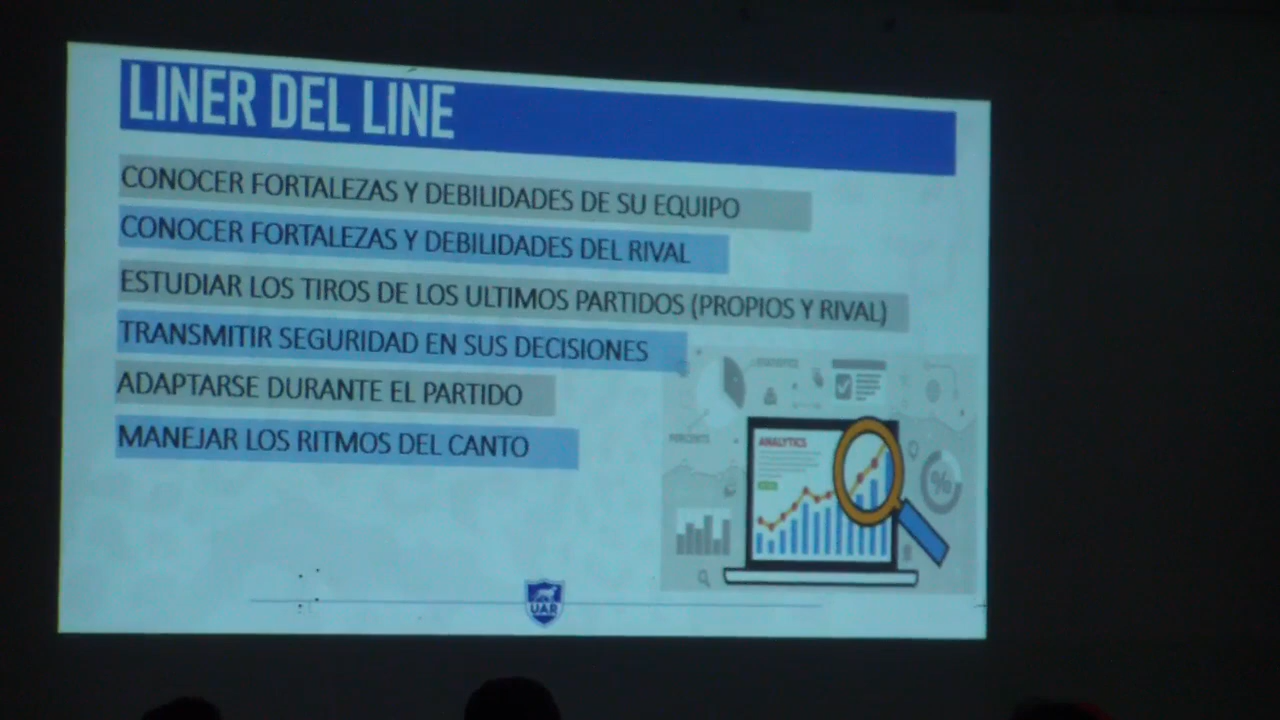 LINER DEL LINE
CONOCER FORTALEZAS Y DEBILIDADES DE SU EQUIPO
CONOCER FORTALEZAS Y DEBILIDADES DEL RIVAL
ESTUDIAR LOS TIROS DE LOS ULTIMOS PARTIDOS (PROPIOS Y RIVAL)
TRANSMITIR SEGURIDAD EN SUS DECISIONES
ADAPTARSE DURANTE EL PARTIDO
MANEJAR LOS RITMOS DEL CANTO
STATISTICS
ANALYTICS
%
UAR